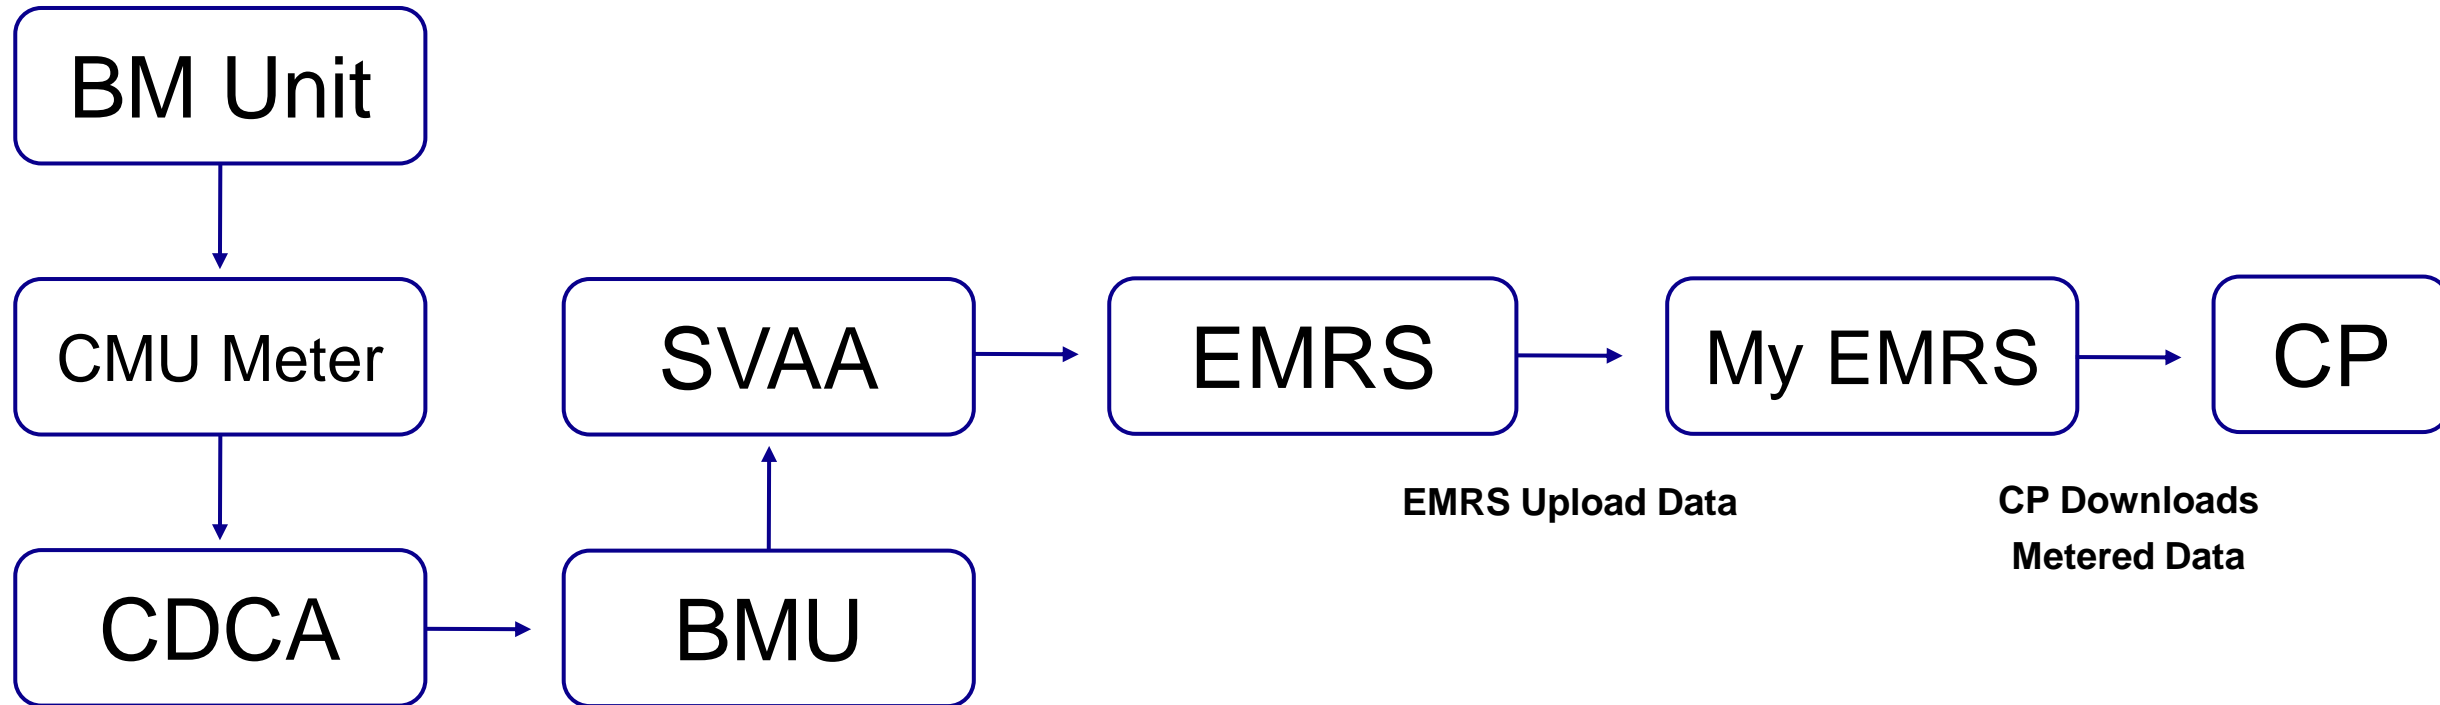 BM Unit
CMU Meter
SVAA
EMRS
My EMRS
CP
EMRS Upload Data
CP Downloads
Metered Data
CDCA
BMU